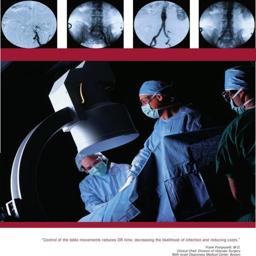 "Control of the table movements reduces OR time, decreasing the likelihood of infection and reducing costs."
Frank Pomposelli, M.D.
Clinical Chief, Division of Vascular Surgery
Beth Israel Deaconess Medical Center, Boston